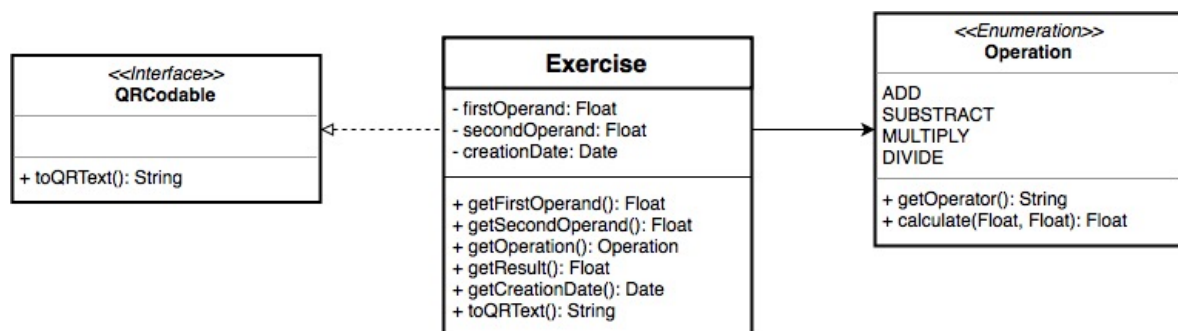 <<Interface>>
QRCodable
+ toQRText(): String
Exercise
- firstOperand: Float
- secondOperand: Float
- creationDate: Date
+ getFirstOperand(): Float
+ getSecondOperand(): Float
+ getOperation(): Operation
+ getResult(): Float
+ getCreationDate(): Date
+ toQRText(): String
<<Enumeration>>
Operation
ADD
SUBSTRACT
MULTIPLY
DIVIDE
+ getOperator(): String
+ calculate(Float, Float): Float